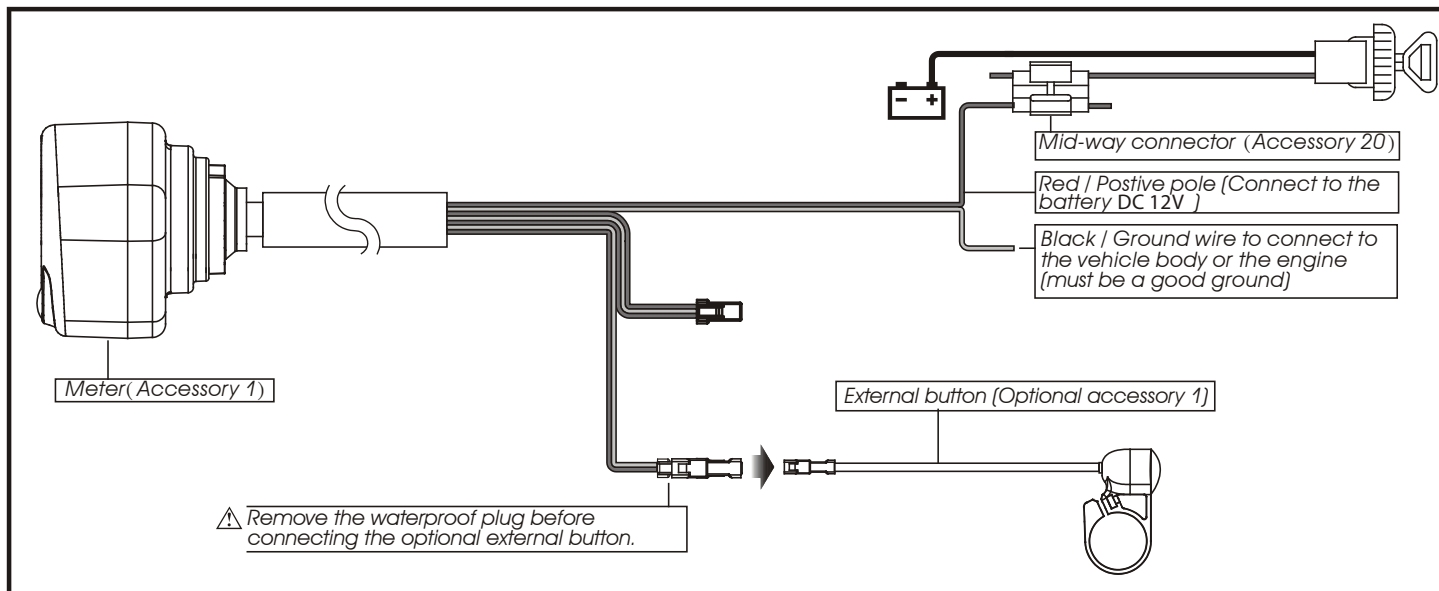 - +
Mid-way connector (Accessory 20)
Red / Postive pole (Connect to the
battery DC 12V )
Black / Ground wire to connect to
the vehicle body or the engine
(must be a good ground)
Meter(Accessory 1)
External button (Optional accessory 1)
⚠ Remove the waterproof plug before
connecting the optional external button.